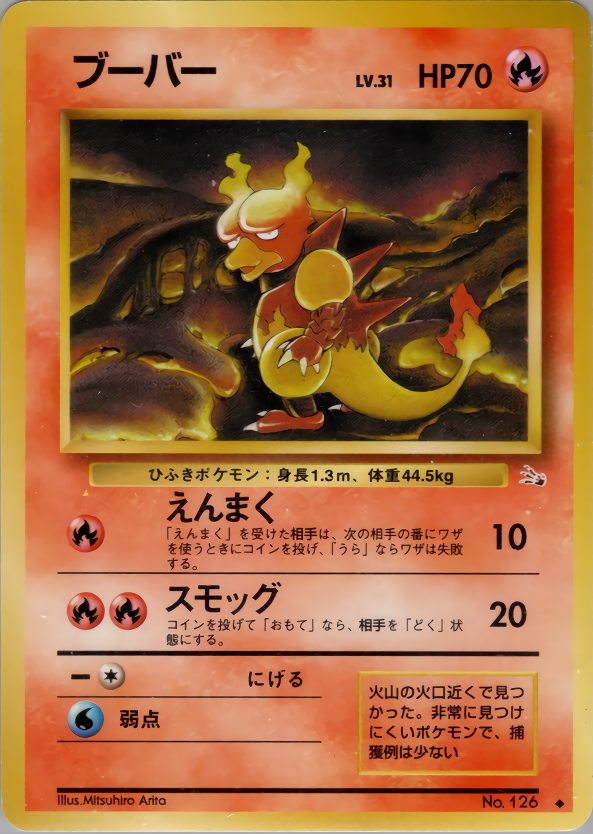 ブーバー LV.31 HP70
ひふきポケモン：身長1.3m、体重44.5kg
えんまく
「えんまく」を受けた相手は、次の相手の番にワザ
を使うときにコインを投げ、「うら」ならワザは失敗
する。
10
スモッグ
コインを投げて「おもて」なら、相手を「どく」状
態にする。
20
にげる
弱点
火山の火口近くで見つ
かった。非常に見つけ
にくいポケモンで、捕
獲例は少ない
Illus.Mitsuhiro Arita
No. 126